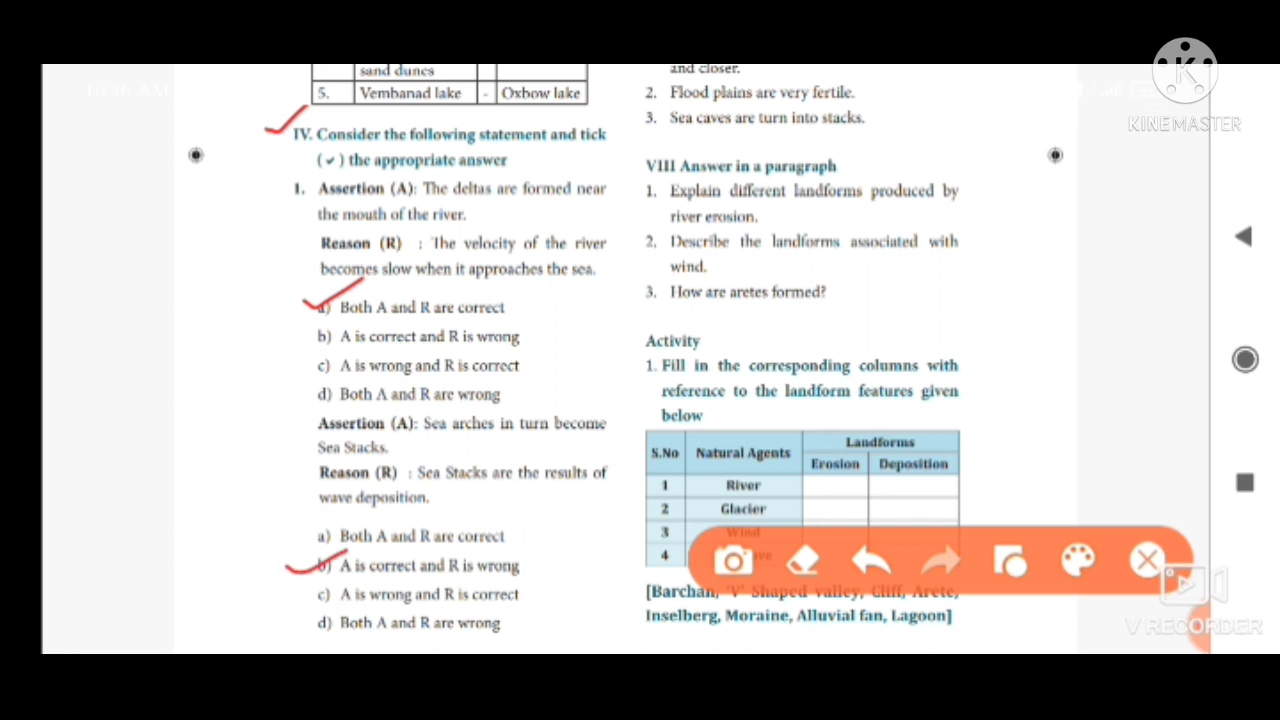 sand dunes
5. Vembanad lake - Oxbow lake
IV. Consider the following statement and tick
(✔) the appropriate answer
1. Assertion (A): The deltas are formed near
the mouth of the river.
Reason (R) : The velocity of the river
becomes slow when it approaches the sea.
a) Both A and R are correct
b) A is correct and R is wrong
c) A is wrong and R is correct
d) Both A and R are wrong
Assertion (A): Sea arches in turn become
Sea Stacks.
Reason (R) : Sea Stacks are the results of
wave deposition.
a) Both A and R are correct
b) A is correct and R is wrong
c) A is wrong and R is correct
d) Both A and R are wrong
and closer.
2. Flood plains are very fertile.
3. Sea caves are turn into stacks.
VIII Answer in a paragraph
1. Explain different landforms produced by
river erosion.
2. Describe the landforms associated with
wind.
3. How are aretes formed?
Activity
1. Fill in the corresponding columns with
reference to the landform features given
below
S.No Natural Agents Landforms
Erosion Deposition
1 River
2 Glacier
3 Wind
4
[Barchan, 'V' Shaped valley, Cliff, Arete,
Inselberg, Moraine, Alluvial fan, Lagoon]
K
KINEMASTER
V RECORDER